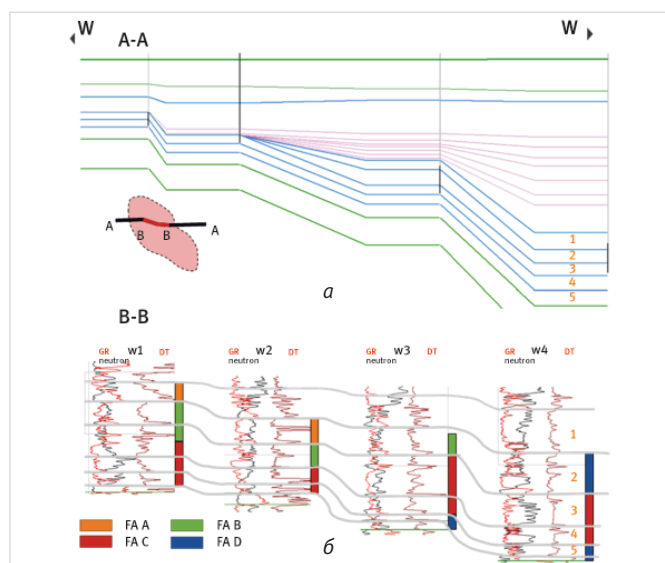 W W
A-A
1
2
3
4
5
A B B A
а
B-B
GR w1 DT GR w2 DT GR w3 DT GR w4 DT
neutron neutron neutron neutron
1
2
3
4
5
FA A FA B
FA C FA D
б